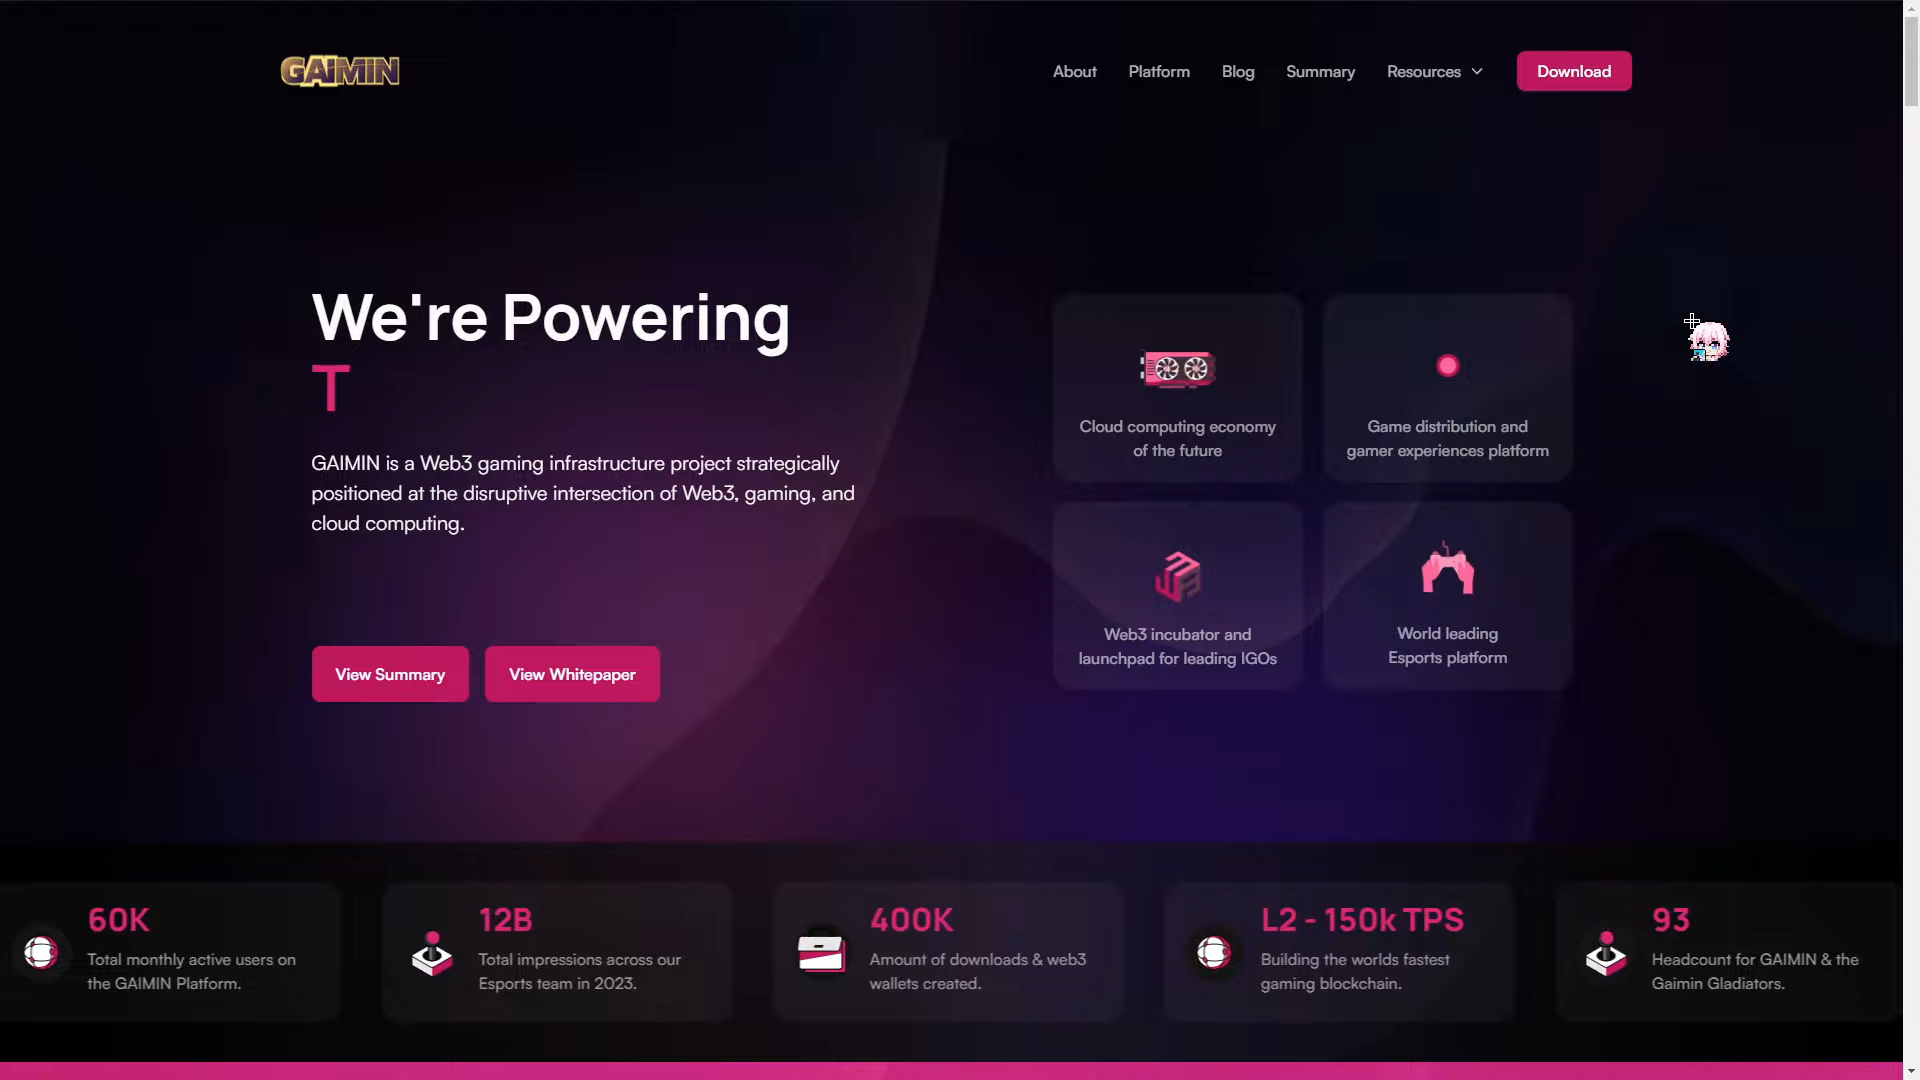 GAIMIN
About
Platform
Blog
Summary
Resources
Download
We're Powering
T
GAIMIN is a Web3 gaming infrastructure project strategically
positioned at the disruptive intersection of Web3, gaming, and
cloud computing.
View Summary
View Whitepaper
Cloud computing economy
of the future
Game distribution and
gamer experiences platform
Web3 incubator and
launchpad for leading IGOs
World leading
Esports platform
60K
Total monthly active users on
the GAIMIN Platform.
12B
Total impressions across our
Esports team in 2023.
400K
Amount of downloads & web3
wallets created.
L2 - 150k TPS
Building the worlds fastest
gaming blockchain.
93
Headcount for GAIMIN & the
Gaimin Gladiators.